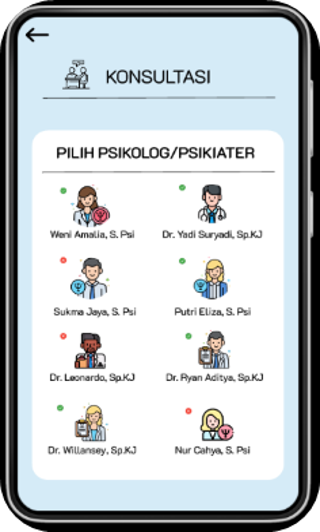 KONSULTASI
PILIH PSIKOLOG/PSIKIATER
Weni Amalia, S. Psi
Dr. Yadi Suryadi, Sp.KJ
Sukma Jaya, S. Psi
Putri Eliza, S. Psi
Dr. Leonardo, Sp.KJ
Dr. Ryan Aditya, Sp.KJ
Dr. Willansey, Sp.KJ
Nur Cahya, S. Psi